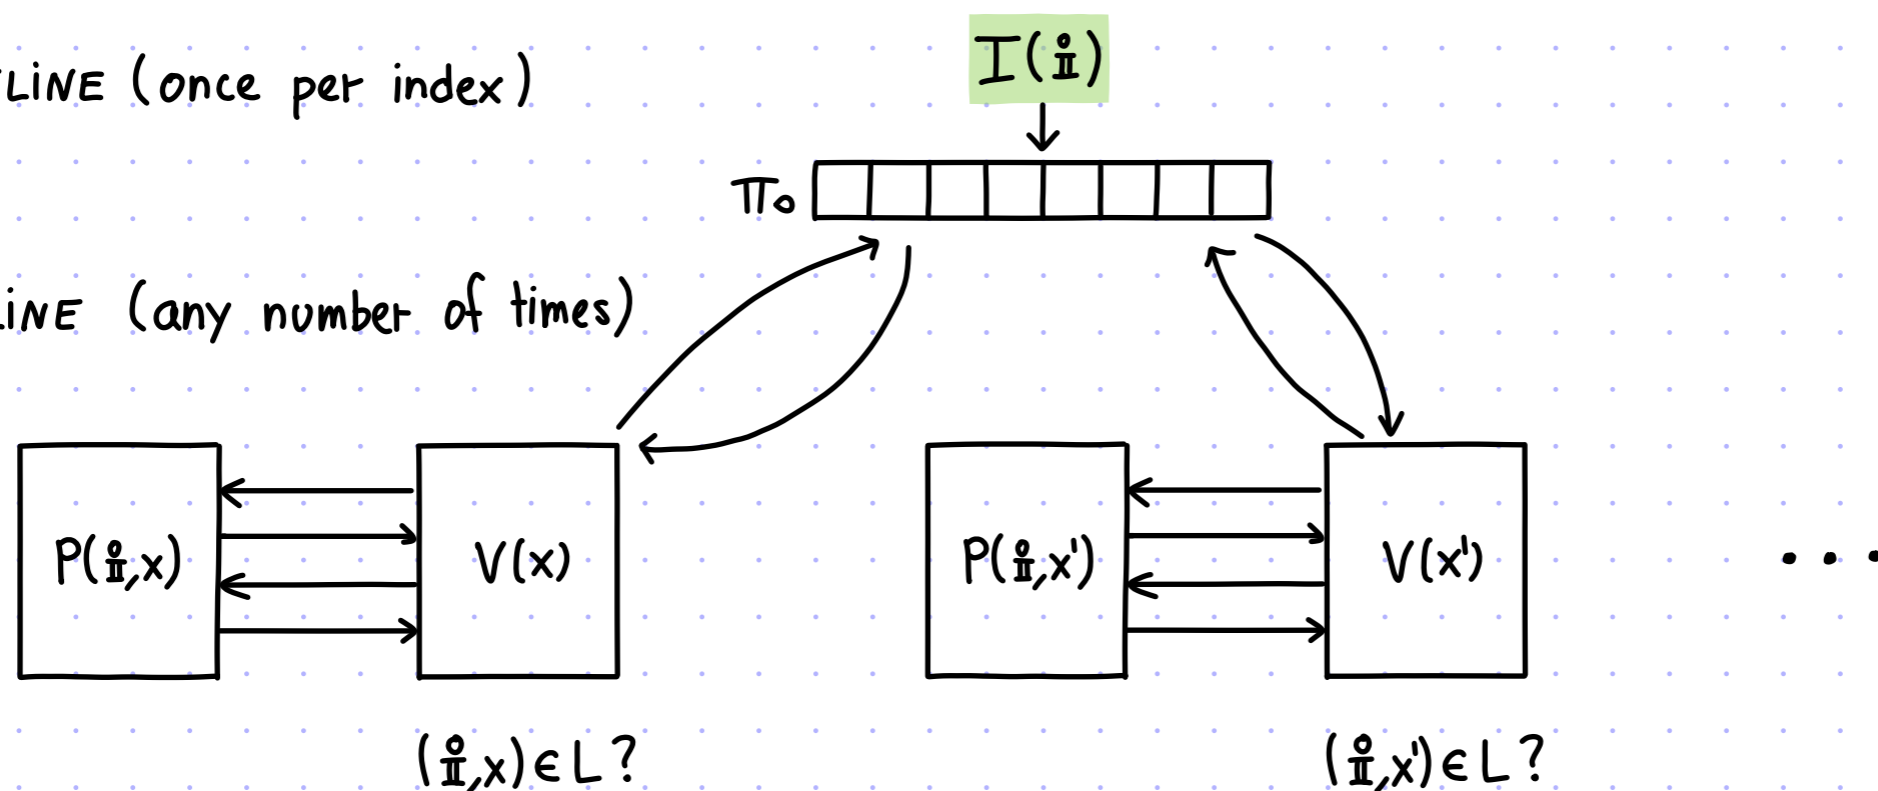 I(𝕚)
LINE (once per index)
π₀
LINE (any number of times)
P(𝕚,x)
V(x)
P(𝕚,x')
V(x')
...
(𝕚,x)∈L?
(𝕚,x')∈L?